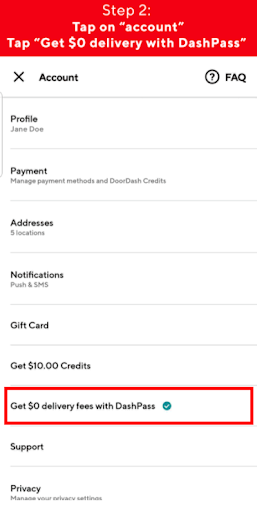 Step 2:
Tap on “account”
Tap “Get $0 delivery with DashPass”
Account
FAQ
Profile
Jane Doe
Payment
Manage payment methods and DoorDash Credits
Addresses
5 locations
Notifications
Push & SMS
Gift Card
Get $10.00 Credits
Get $0 delivery fees with DashPass
Support
Privacy
Manage your privacy settings